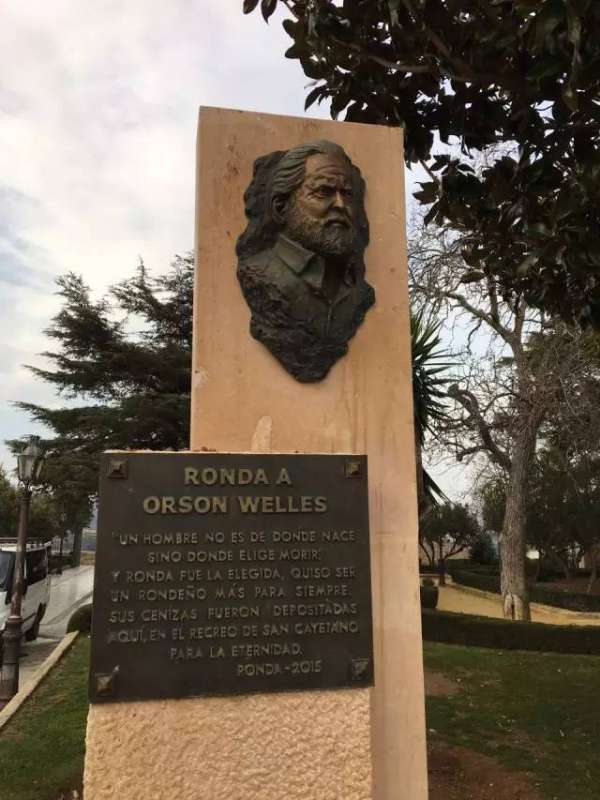 RONDA A
ORSON WELLES
"UN HOMBRE NO ES DE DONDE NACE
SINO DONDE ELIGE MORIR".
Y RONDA FUE LA ELEGIDA, QUISO SER
UN RONDEÑO MÁS PARA SIEMPRE.
SUS CENIZAS FUERON DEPOSITADAS
AQUÍ, EN EL RECREO DE SAN CAYETANO
PARA LA ETERNIDAD.
RONDA-2015